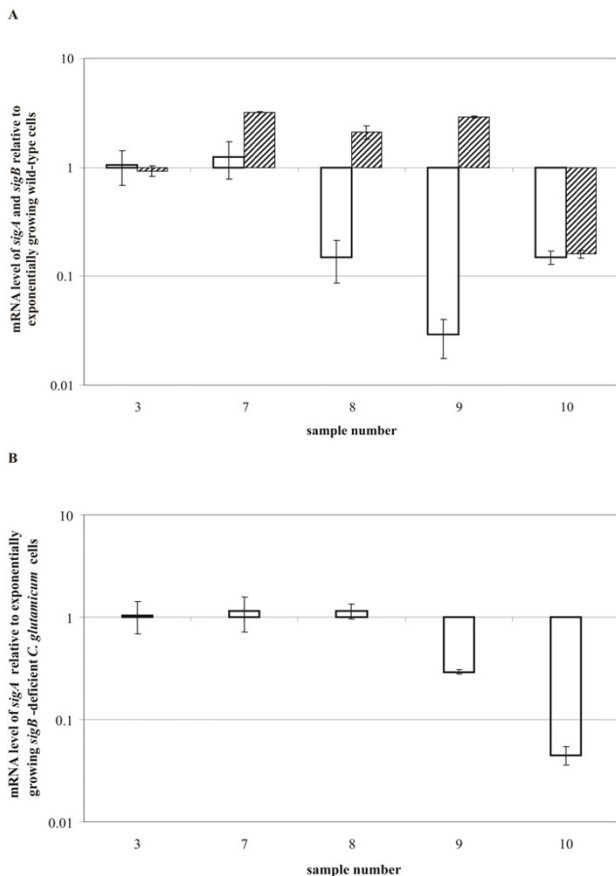 A
mRNA level of sigA and sigB relative to
exponentially growing wild-type cells
10
1
0.1
0.01
3 7 8 9 10
sample number
B
mRNA level of sigA relative to exponentially
growing sigB -deficient C. glutamicum cells
10
1
0.1
0.01
3 7 8 9 10
sample number